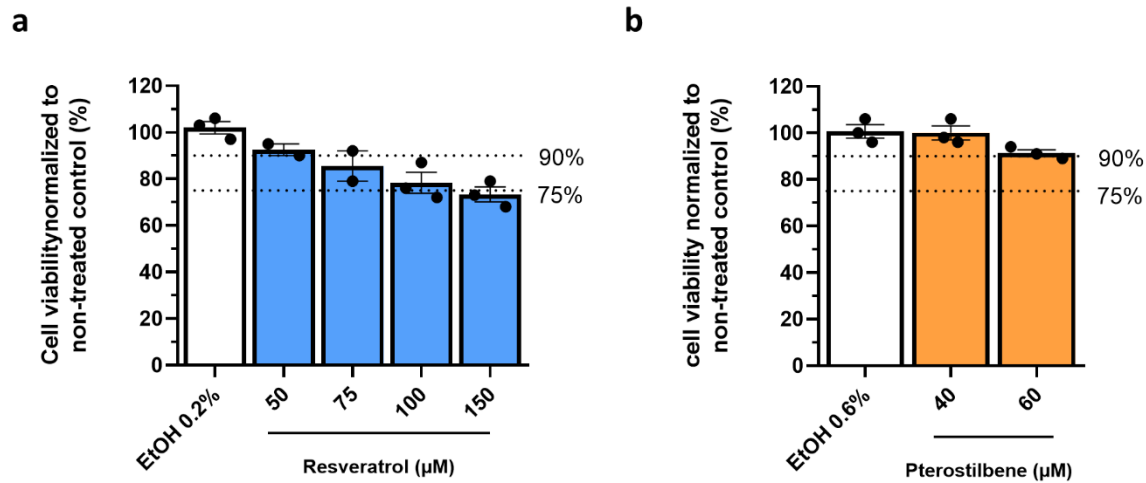 a
Cell viabilitynormalized to
non-treated control (%)
120
100
80
60
40
20
0
90%
75%
EtOH 0.2%
50
75
100
150
Resveratrol (µM)
b
cell viability normalized to
non-treated control (%)
120
100
80
60
40
20
0
90%
75%
EtOH 0.6%
40
60
Pterostilbene (µM)